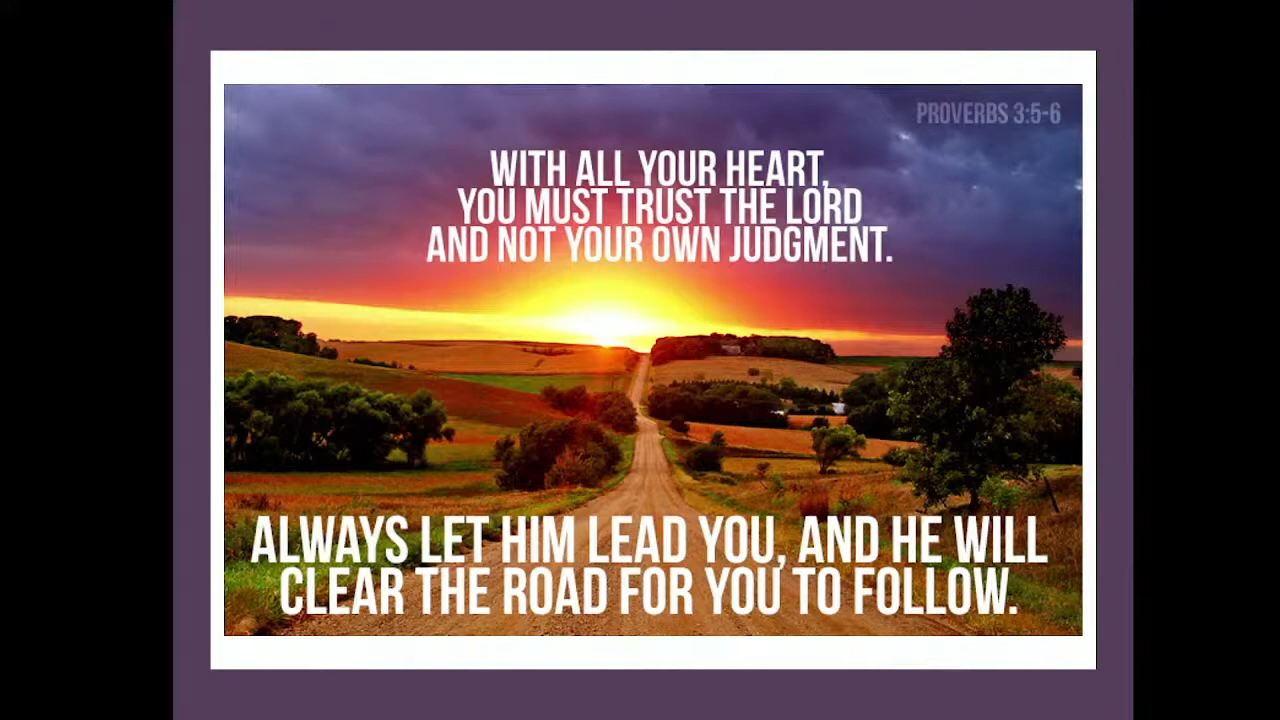 PROVERBS 3:5-6
WITH ALL YOUR HEART,
YOU MUST TRUST THE LORD
AND NOT YOUR OWN JUDGMENT.
ALWAYS LET HIM LEAD YOU, AND HE WILL
CLEAR THE ROAD FOR YOU TO FOLLOW.